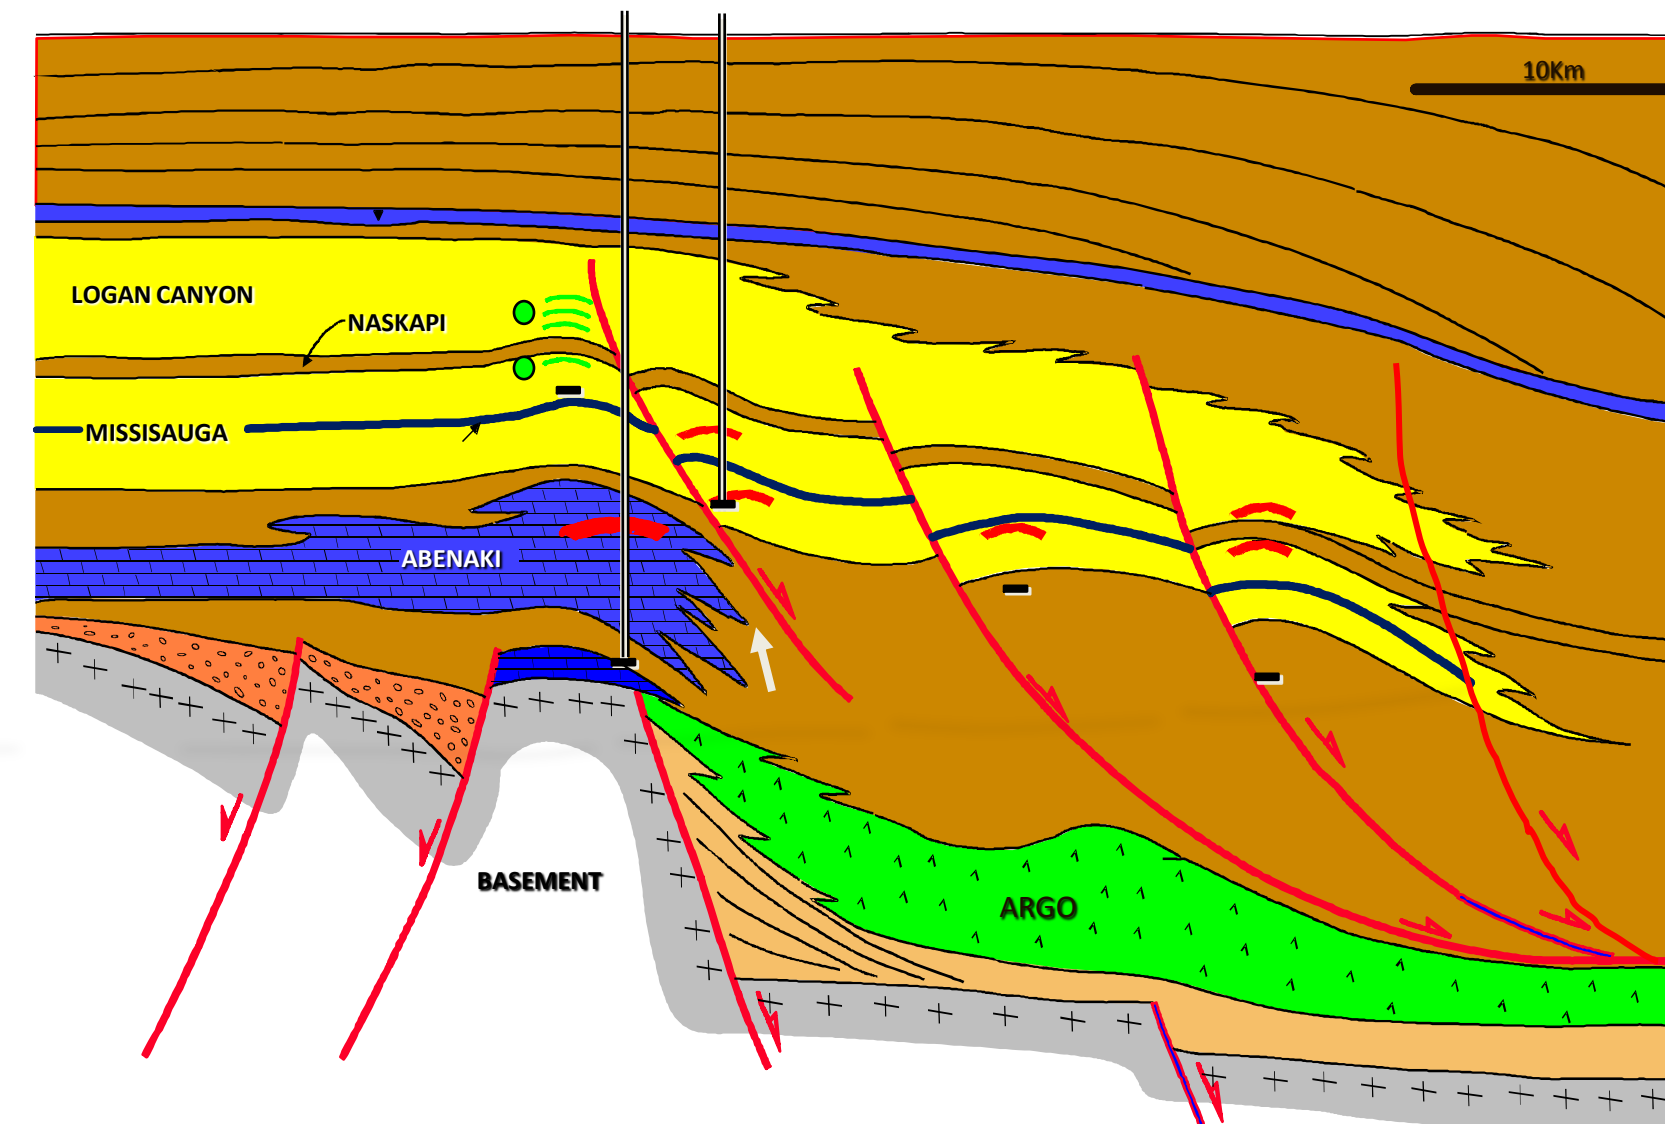 10Km
LOGAN CANYON
NASKAPI
MISSISAUGA
ABENAKI
BASEMENT
ARGO